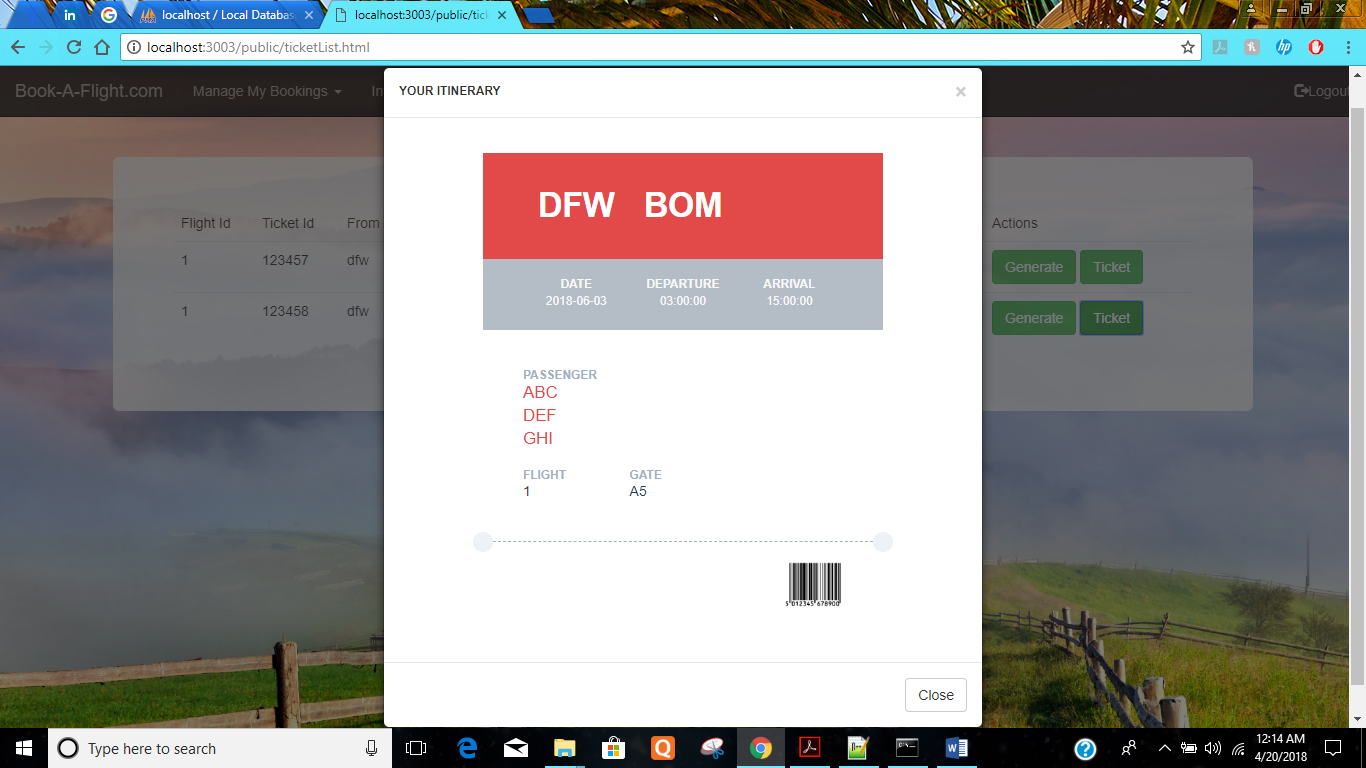 localhost / Local Databas
localhost:3003/public/tick
localhost:3003/public/ticketList.html
Book-A-Flight.com Manage My Bookings In Logout
YOUR ITINERARY ×
DFW BOM
DATE DEPARTURE ARRIVAL
2018-06-03 03:00:00 15:00:00
Flight Id Ticket Id From Actions
1 123457 dfw Generate Ticket
1 123458 dfw Generate Ticket
PASSENGER
ABC
DEF
GHI
FLIGHT GATE
1 A5
5 012345 678900
Close
Type here to search
12:14 AM
4/20/2018